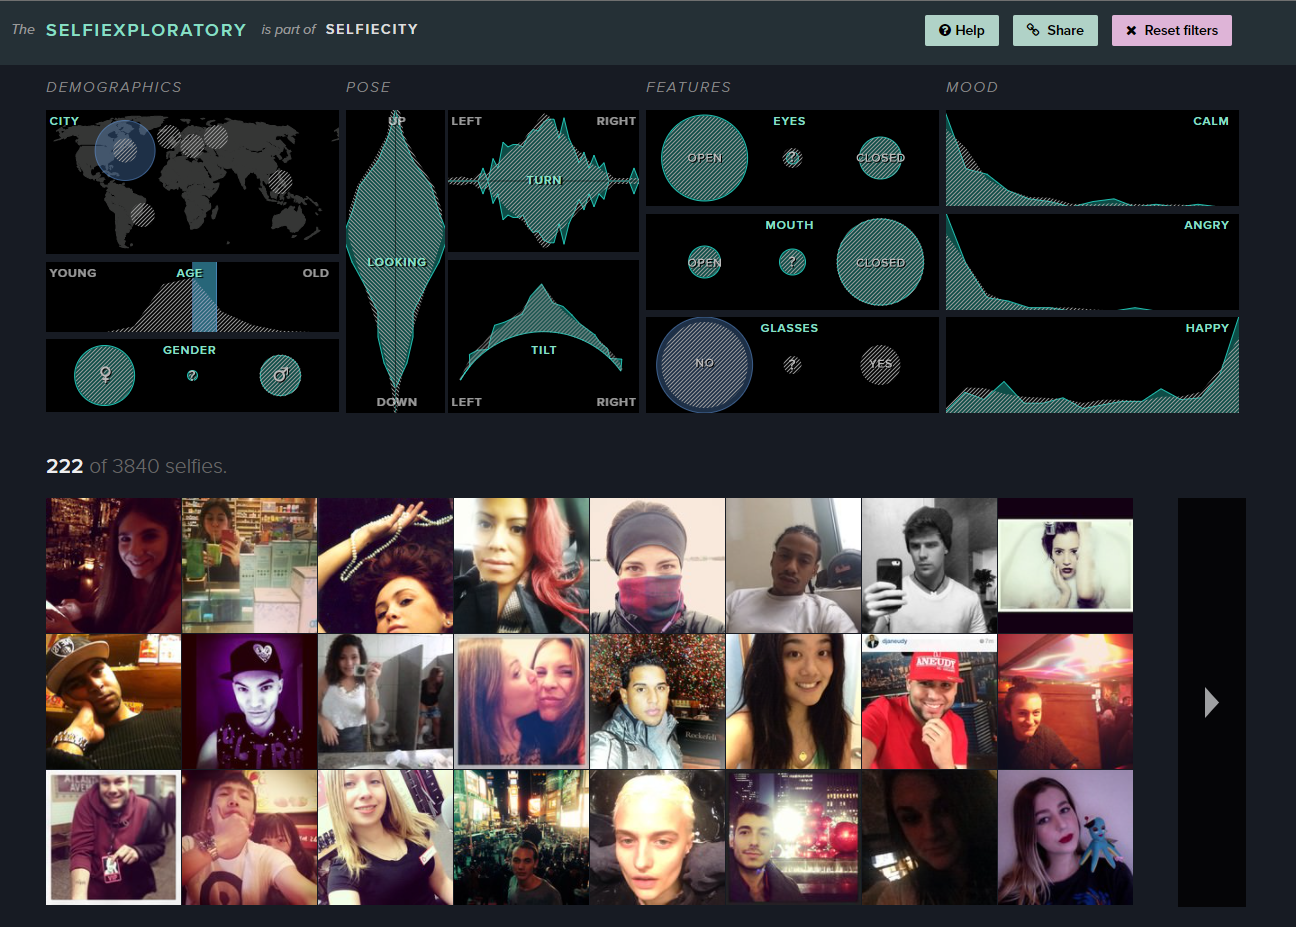 The SELFIEXPLORATORY is part of SELFIECITY
Help Share Reset filters
DEMOGRAPHICS POSE FEATURES MOOD
CITY
UP
LEFT RIGHT
TURN
LOOKING
DOWN
TILT
LEFT RIGHT
EYES
OPEN ? CLOSED
MOUTH
OPEN ? CLOSED
GLASSES
NO ? YES
CALM
ANGRY
HAPPY
YOUNG AGE OLD
GENDER
♀ ? ♂
222 of 3840 selfies.
djaneudy
ANEUDY